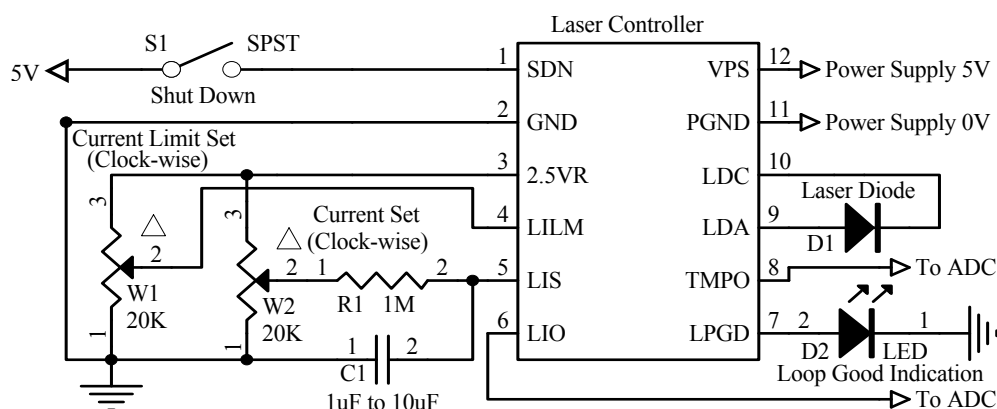 Laser Controller
S1
SPST
5V
Shut Down
1
SDN
VPS
12
Power Supply 5V
2
GND
PGND
11
Power Supply 0V
Current Limit Set
(Clock-wise)
3
2.5VR
LDC
10
3
3
Current Set
(Clock-wise)
4
LILM
LDA
9
Laser Diode
D1
2
2
1
R1
1M
2
5
LIS
TMPO
8
To ADC
W1
20K
W2
20K
6
LIO
LPGD
7
2
D2
LED
1
1
1
1
2
C1
1uF to 10uF
Loop Good Indication
To ADC